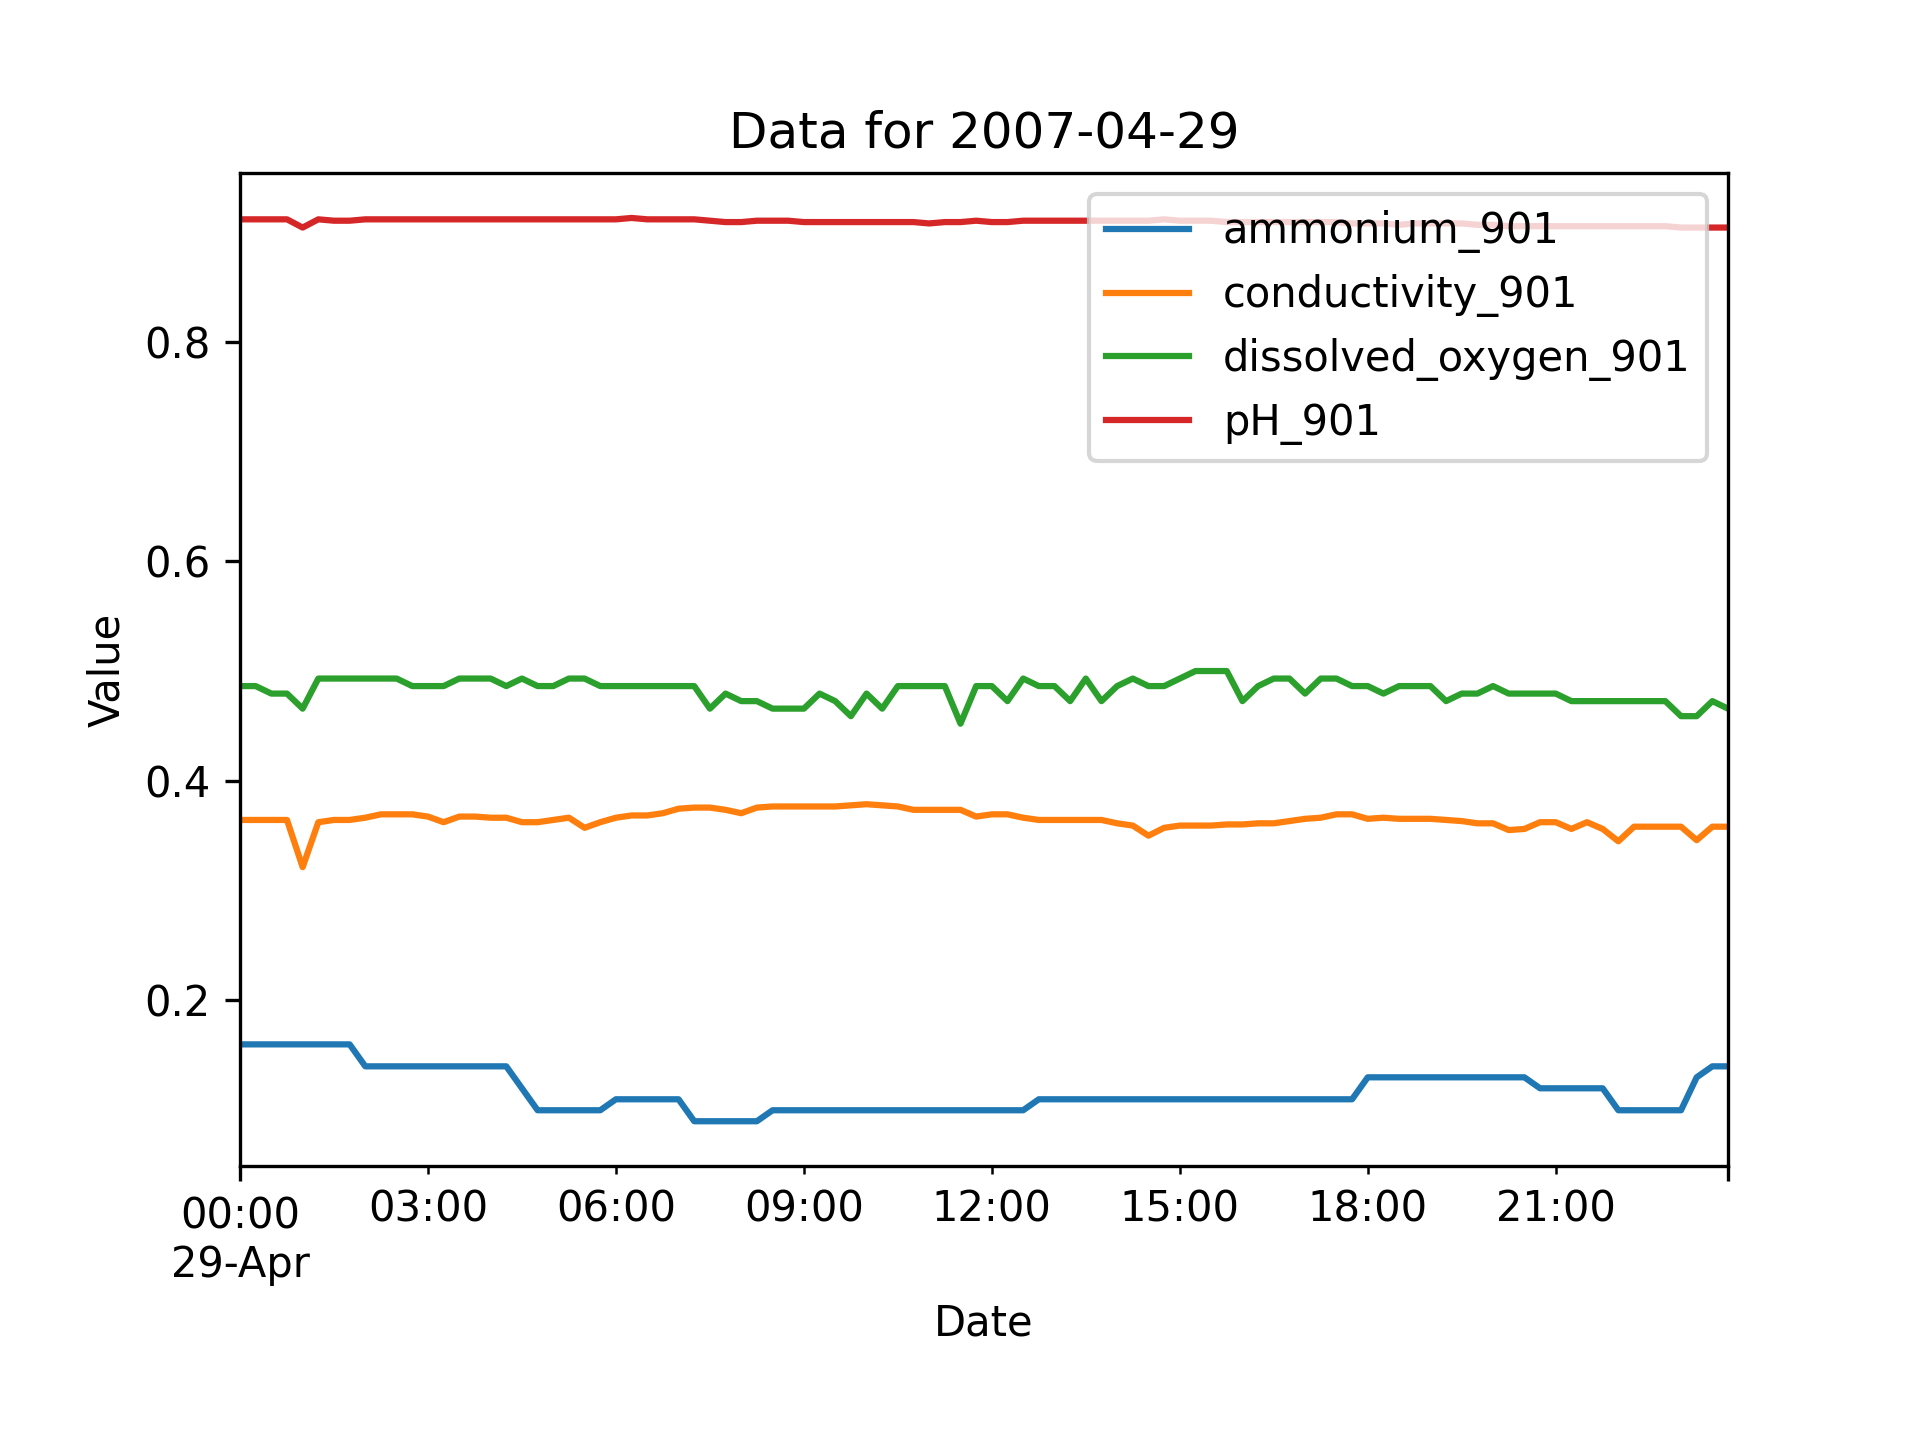 Data for 2007-04-29
ammonium_901
conductivity_901
dissolved_oxygen_901
pH_901
0.8
0.6
0.4
0.2
Value
00:00 03:00 06:00 09:00 12:00 15:00 18:00 21:00
29-Apr
Date